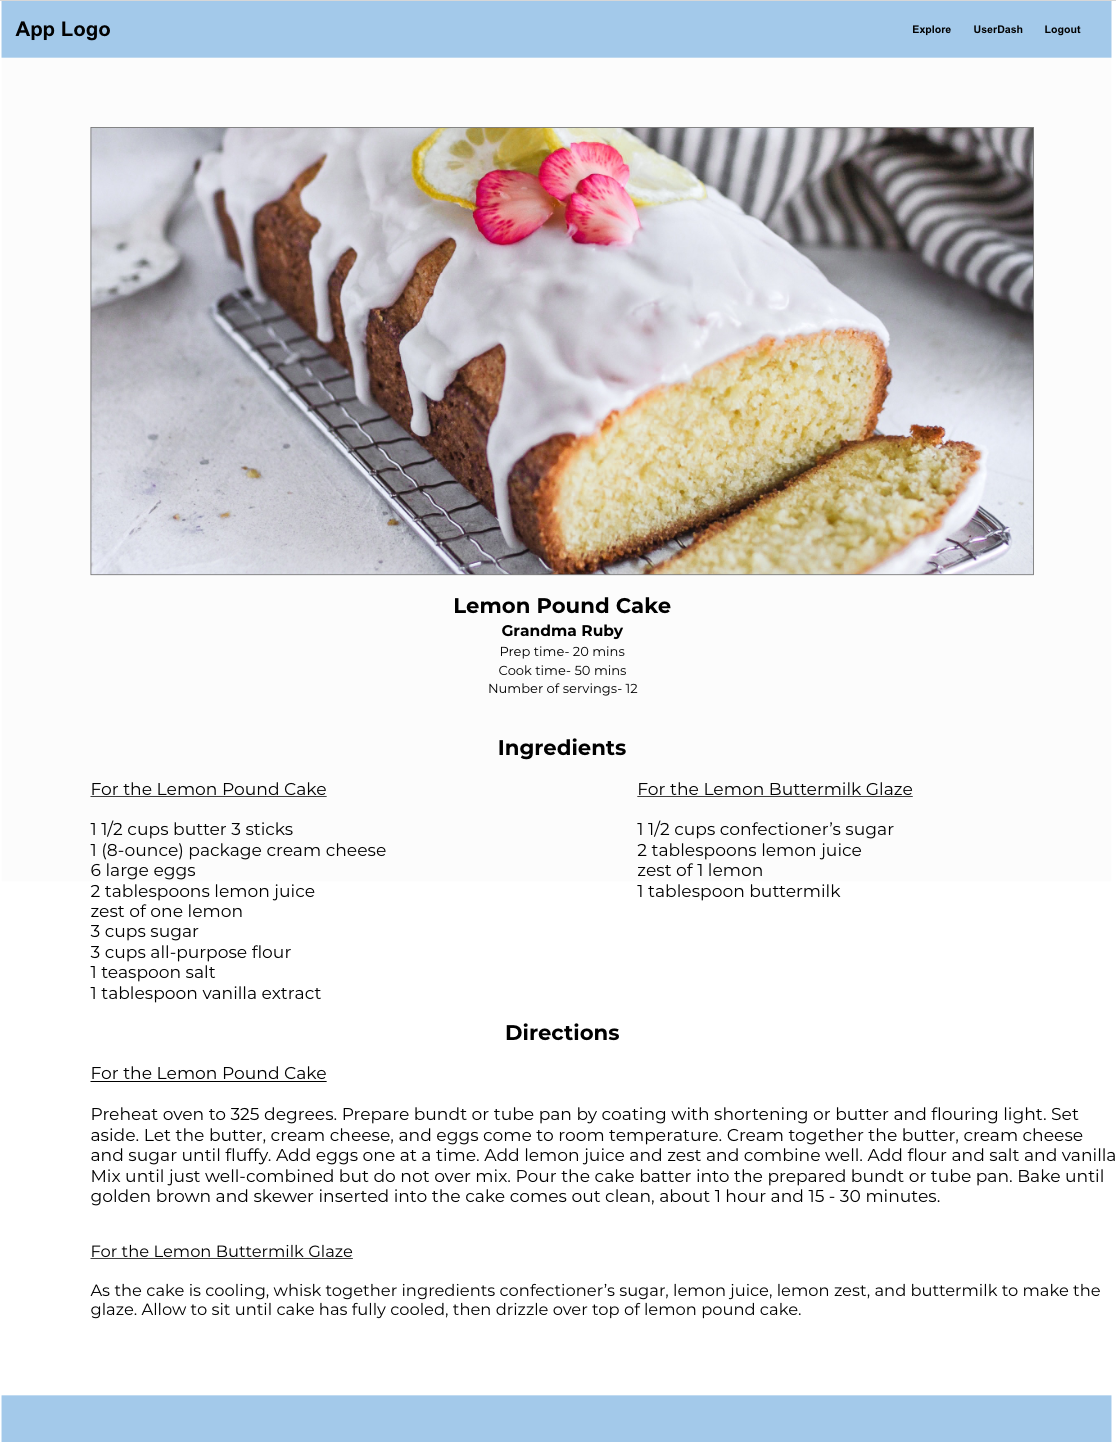 App Logo
Explore UserDash Logout
Lemon Pound Cake
Grandma Ruby
Prep time- 20 mins
Cook time- 50 mins
Number of servings- 12
Ingredients
For the Lemon Pound Cake
1 1/2 cups butter 3 sticks
1 (8-ounce) package cream cheese
6 large eggs
2 tablespoons lemon juice
zest of one lemon
3 cups sugar
3 cups all-purpose flour
1 teaspoon salt
1 tablespoon vanilla extract
For the Lemon Buttermilk Glaze
1 1/2 cups confectioner’s sugar
2 tablespoons lemon juice
zest of 1 lemon
1 tablespoon buttermilk
Directions
For the Lemon Pound Cake
Preheat oven to 325 degrees. Prepare bundt or tube pan by coating with shortening or butter and flouring light. Set
aside. Let the butter, cream cheese, and eggs come to room temperature. Cream together the butter, cream cheese
and sugar until fluffy. Add eggs one at a time. Add lemon juice and zest and combine well. Add flour and salt and vanilla
Mix until just well-combined but do not over mix. Pour the cake batter into the prepared bundt or tube pan. Bake until
golden brown and skewer inserted into the cake comes out clean, about 1 hour and 15 - 30 minutes.
For the Lemon Buttermilk Glaze
As the cake is cooling, whisk together ingredients confectioner’s sugar, lemon juice, lemon zest, and buttermilk to make the
glaze. Allow to sit until cake has fully cooled, then drizzle over top of lemon pound cake.